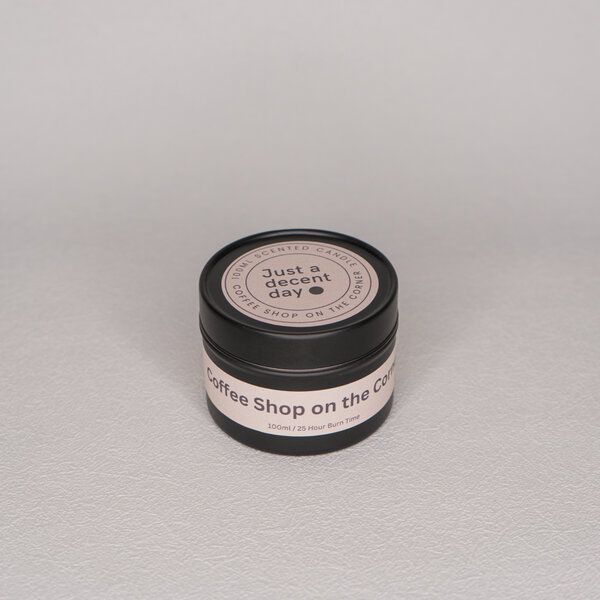 100ML SCENTED CANDLE
Just a
decent
day
COFFEE SHOP ON THE CORNER
Coffee Shop on the Corn
100ml / 25 Hour Burn Time